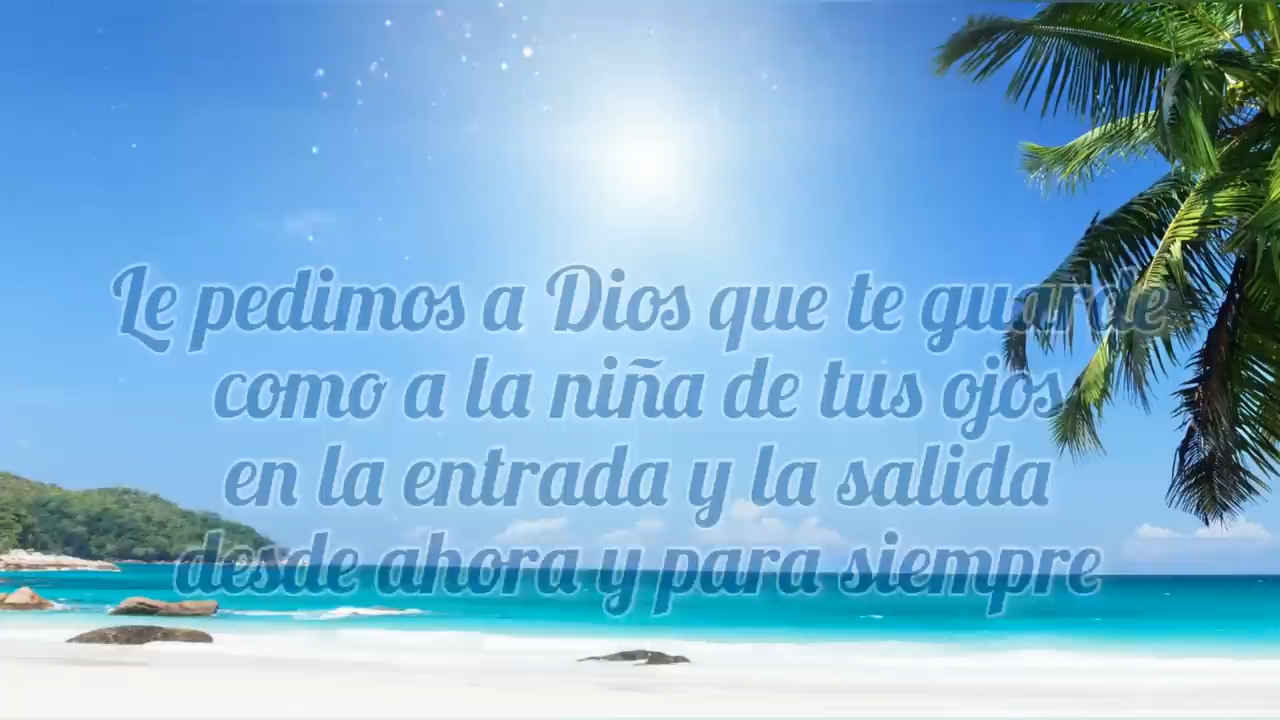 Le pedimos a Dios que te guarde
como a la niña de tus ojos
en la entrada y la salida
desde ahora y para siempre